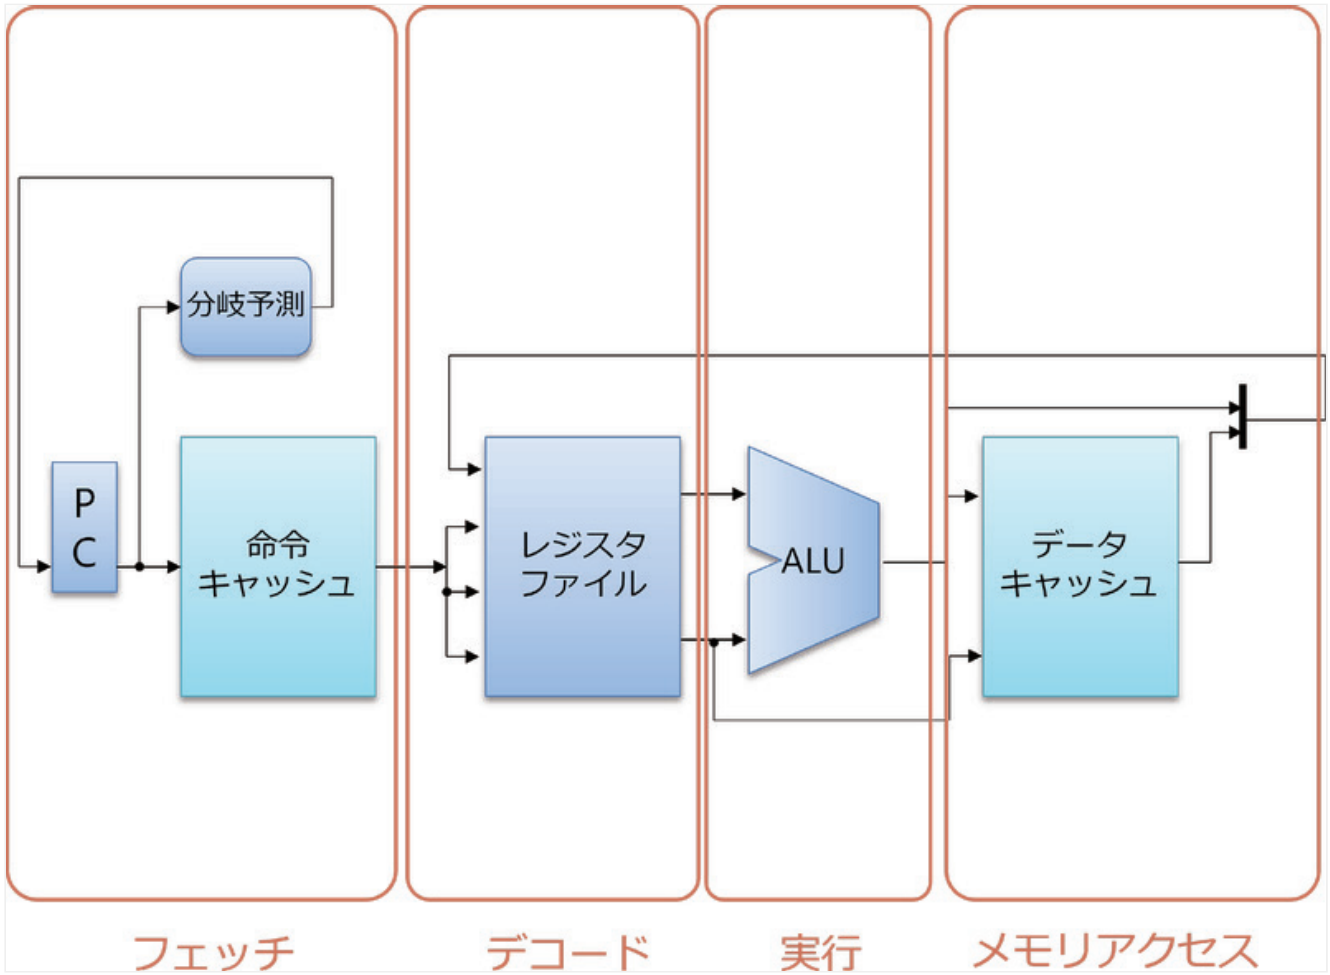 分岐予測
P
C
命令
キャッシュ
レジスタ
ファイル
ALU
データ
キャッシュ
フェッチ
デコード
実行
メモリアクセス